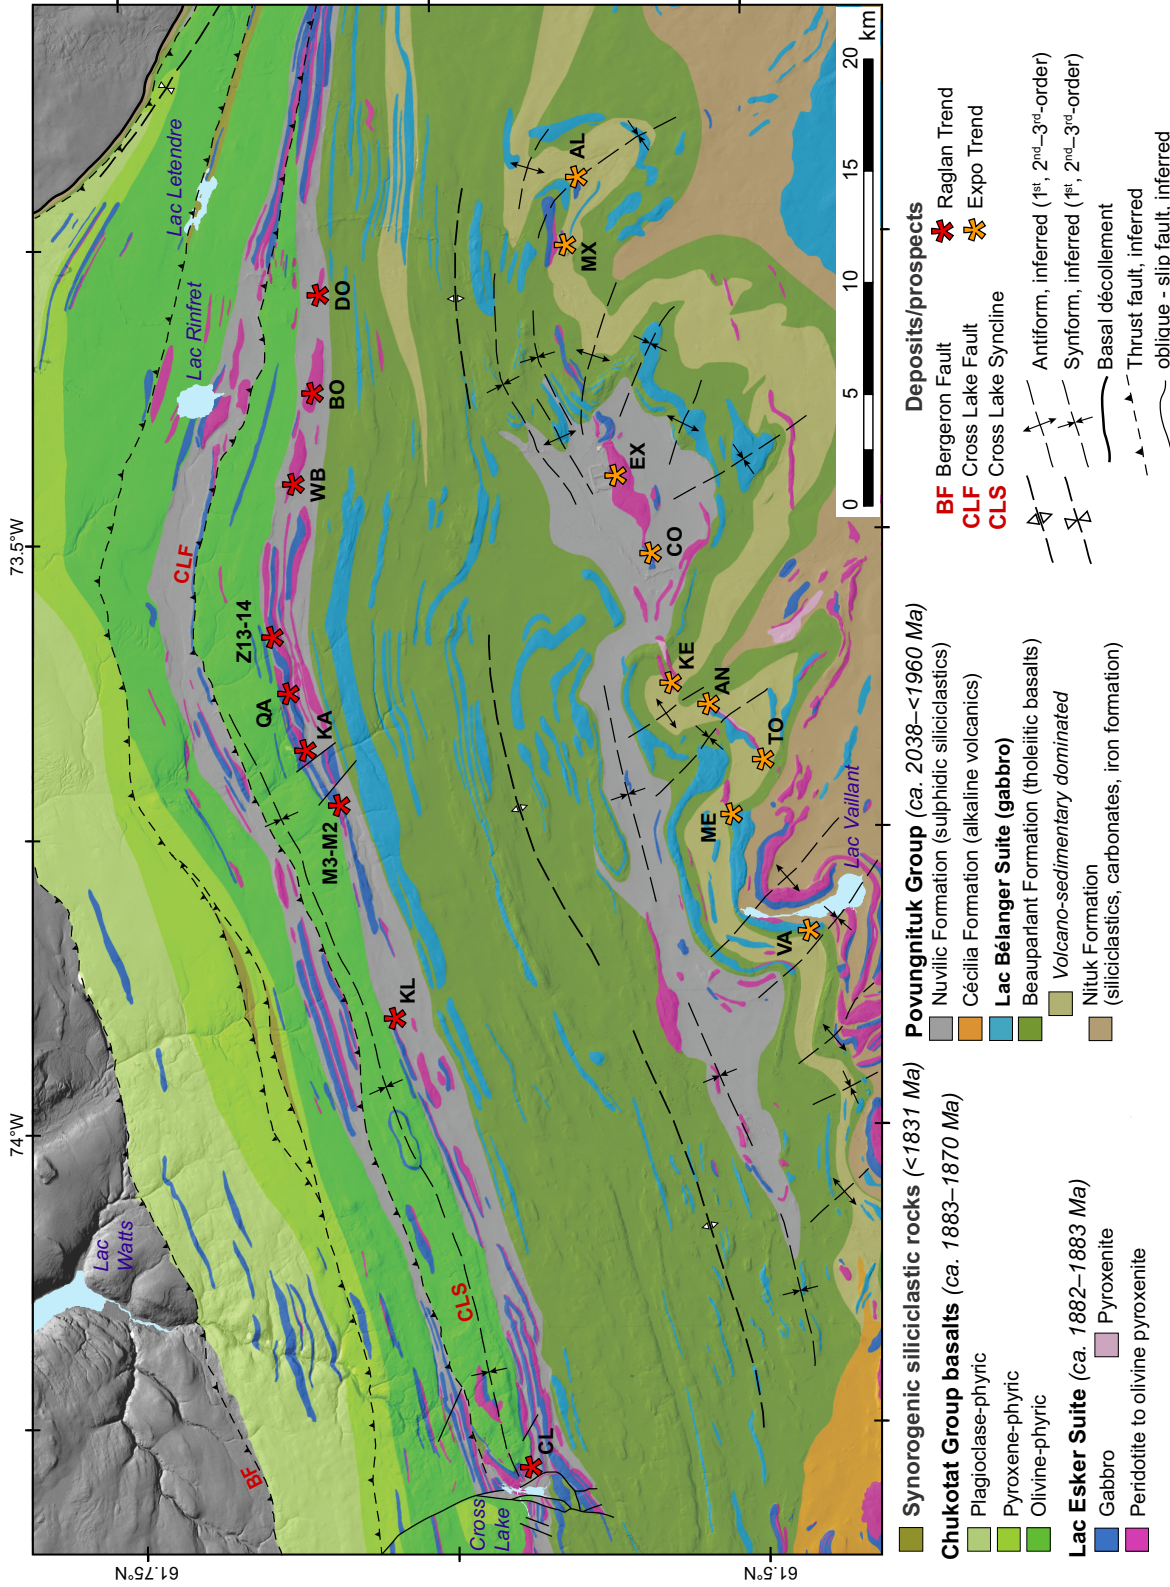 73.5°W
74°W
61.75°N
61.5°N
Lac Letendre
Lac Rinfret
Lac
Watts
Lac Vaillant
Cross
Lake
BF
CLF
CLS
DO
BO
WB
Z13-14
QA
KA
M3-M2
KL
CL
AL
MX
EX
CO
KE
AN
TO
ME
VA
0 5 10 15 20
km
Synorogenic siliciclastic rocks (<1831 Ma)
Chukotat Group basalts (ca. 1883–1870 Ma)
Plagioclase-phyric
Pyroxene-phyric
Olivine-phyric
Lac Esker Suite (ca. 1882–1883 Ma)
Gabbro
Pyroxenite
Peridotite to olivine pyroxenite
Povungnituk Group (ca. 2038–<1960 Ma)
Nuvilic Formation (sulphidic siliciclastics)
Cécilia Formation (alkaline volcanics)
Lac Bélanger Suite (gabbro)
Beauparlant Formation (tholeiitic basalts)
Volcano-sedimentary dominated
Nituk Formation
(siliciclastics, carbonates, iron formation)
Deposits/prospects
BF Bergeron Fault
CLF Cross Lake Fault
CLS Cross Lake Syncline
Raglan Trend
Expo Trend
Antiform, inferred (1st, 2nd–3rd-order)
Synform, inferred (1st, 2nd–3rd-order)
Basal décollement
Thrust fault, inferred
oblique - slip fault, inferred